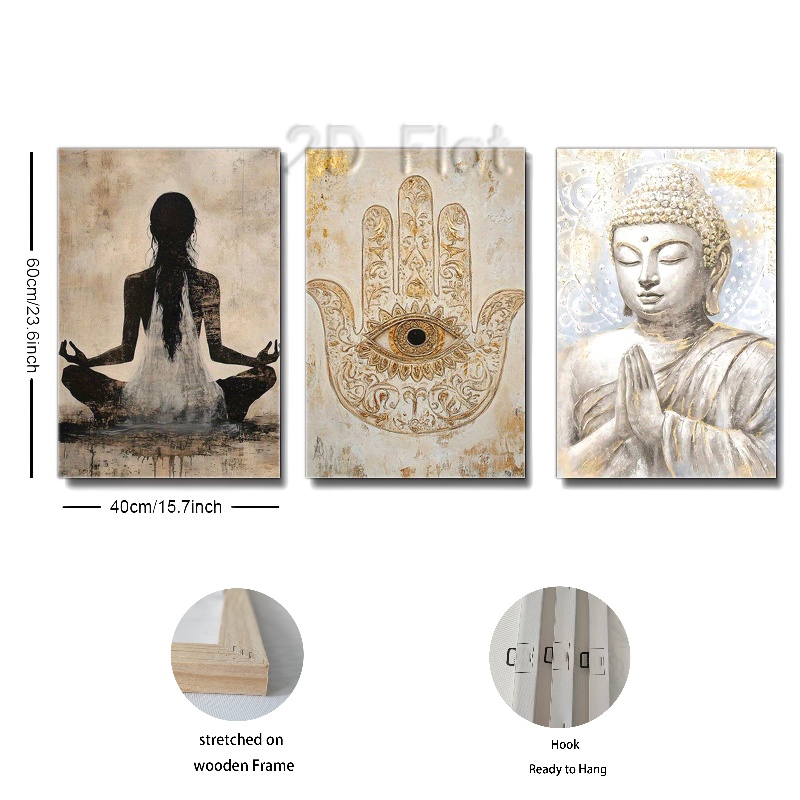 2D Flat
60cm/23.6inch
40cm/15.7inch
stretched on
wooden Frame
Hook
Ready to Hang